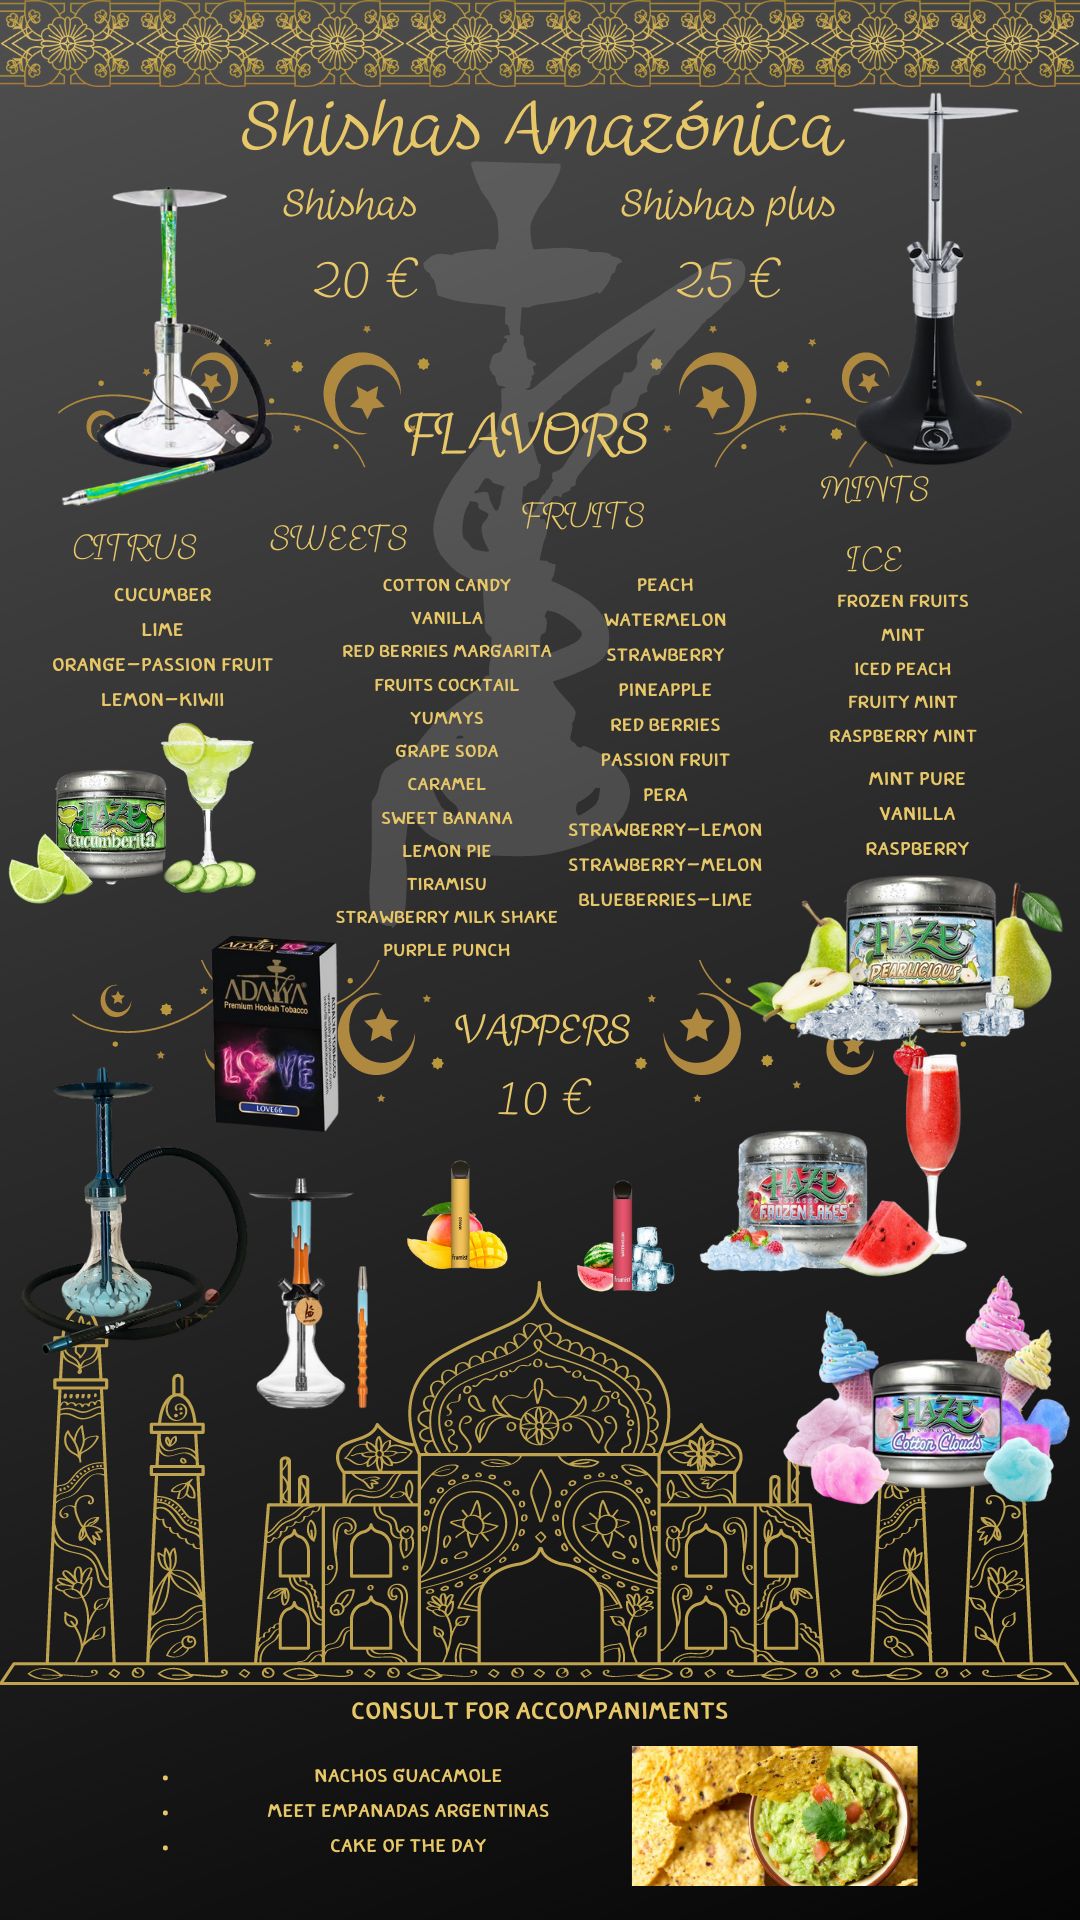 Shishas Amazónica
Shishas
20 €
Shishas plus
25 €
FLAVORS
CITRUS
CUCUMBER
LIME
ORANGE-PASSION FRUIT
LEMON-KIWII
SWEETS
COTTON CANDY
VANILLA
RED BERRIES MARGARITA
FRUITS COCKTAIL
YUMMYS
GRAPE SODA
CARAMEL
SWEET BANANA
LEMON PIE
TIRAMISU
STRAWBERRY MILK SHAKE
PURPLE PUNCH
FRUITS
PEACH
WATERMELON
STRAWBERRY
PINEAPPLE
RED BERRIES
PASSION FRUIT
PERA
STRAWBERRY-LEMON
STRAWBERRY-MELON
BLUEBERRIES-LIME
MINTS
ICE
FROZEN FRUITS
MINT
ICED PEACH
FRUITY MINT
RASPBERRY MINT
MINT PURE
VANILLA
RASPBERRY
HAZE
Cucumberita
HAZE
PEARLICIOUS
ADALYA
Premium Hookah Tobacco
LOVE
LOVE66
VAPPERS
10 €
framist
framist
HAZE
FROZEN LAKES
HAZE
Cotton Clouds
CONSULT FOR ACCOMPANIMENTS
• NACHOS GUACAMOLE
• MEET EMPANADAS ARGENTINAS
• CAKE OF THE DAY